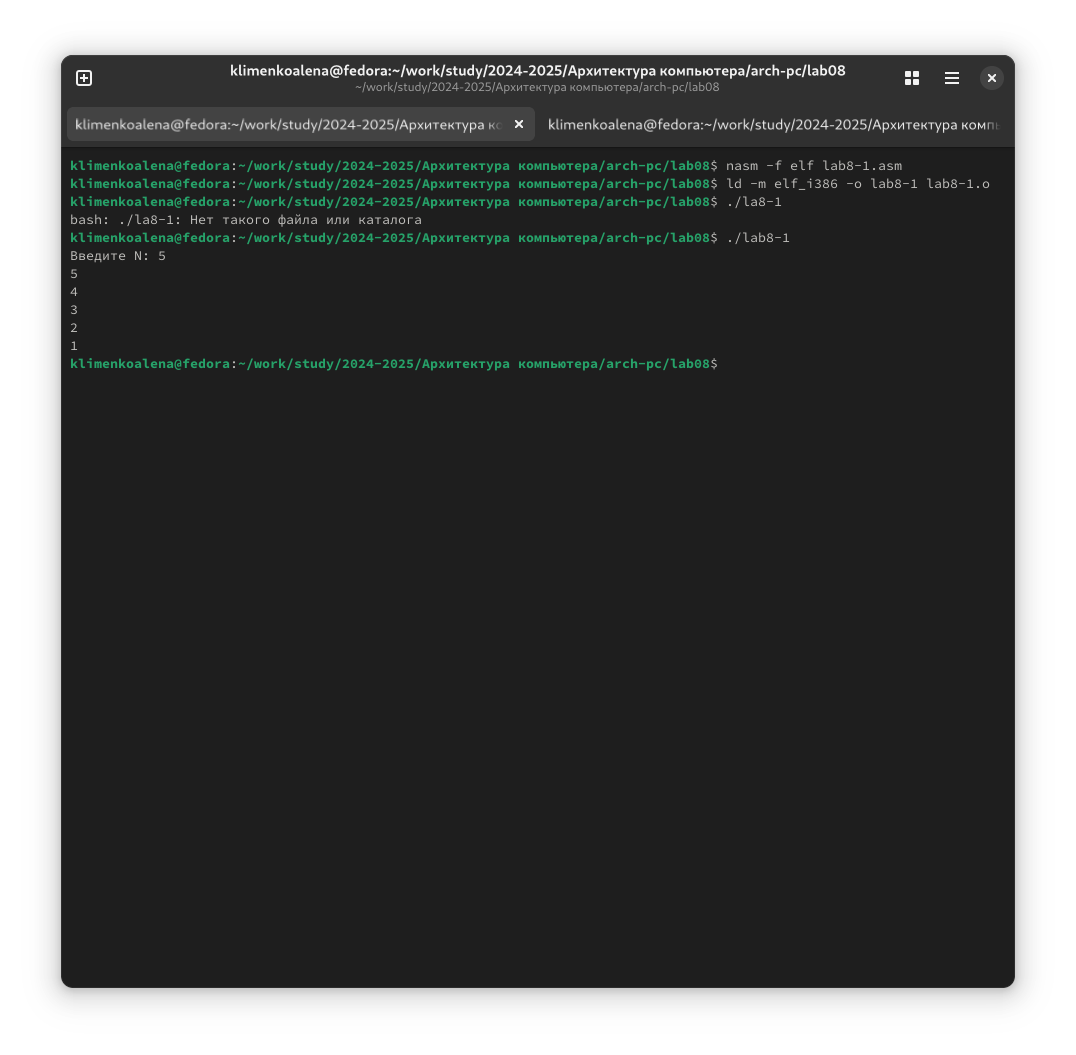 klimenkoalena@fedora:~/work/study/2024-2025/Архитектура компьютера/arch-pc/lab08
~/work/study/2024-2025/Архитектура компьютера/arch-pc/lab08
klimenkoalena@fedora:~/work/study/2024-2025/Архитектура ко klimenkoalena@fedora:~/work/study/2024-2025/Архитектура комп
klimenkoalena@fedora:~/work/study/2024-2025/Архитектура компьютера/arch-pc/lab08$ nasm -f elf lab8-1.asm
klimenkoalena@fedora:~/work/study/2024-2025/Архитектура компьютера/arch-pc/lab08$ ld -m elf_i386 -o lab8-1 lab8-1.o
klimenkoalena@fedora:~/work/study/2024-2025/Архитектура компьютера/arch-pc/lab08$ ./la8-1
bash: ./la8-1: Нет такого файла или каталога
klimenkoalena@fedora:~/work/study/2024-2025/Архитектура компьютера/arch-pc/lab08$ ./lab8-1
Введите N: 5
5
4
3
2
1
klimenkoalena@fedora:~/work/study/2024-2025/Архитектура компьютера/arch-pc/lab08$